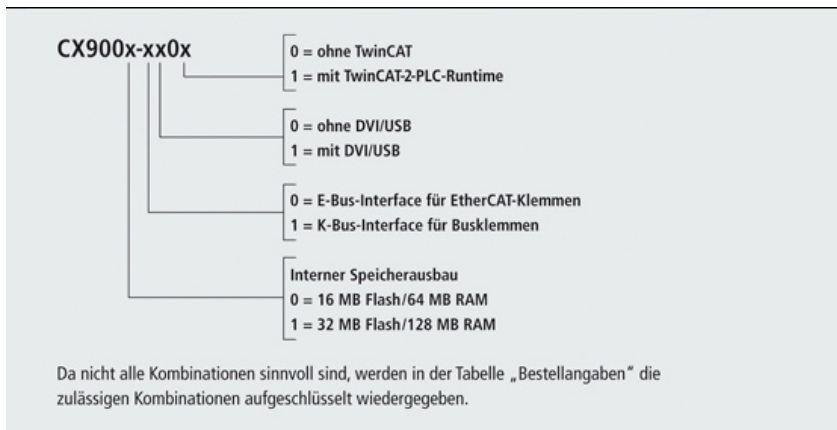 CX900x-xx0x
0 = ohne TwinCAT
1 = mit TwinCAT-2-PLC-Runtime
0 = ohne DVI/USB
1 = mit DVI/USB
0 = E-Bus-Interface für EtherCAT-Klemmen
1 = K-Bus-Interface für Busklemmen
Interner Speicherausbau
0 = 16 MB Flash/64 MB RAM
1 = 32 MB Flash/128 MB RAM
Da nicht alle Kombinationen sinnvoll sind, werden in der Tabelle „Bestellangaben“ die
zulässigen Kombinationen aufgeschlüsselt wiedergegeben.